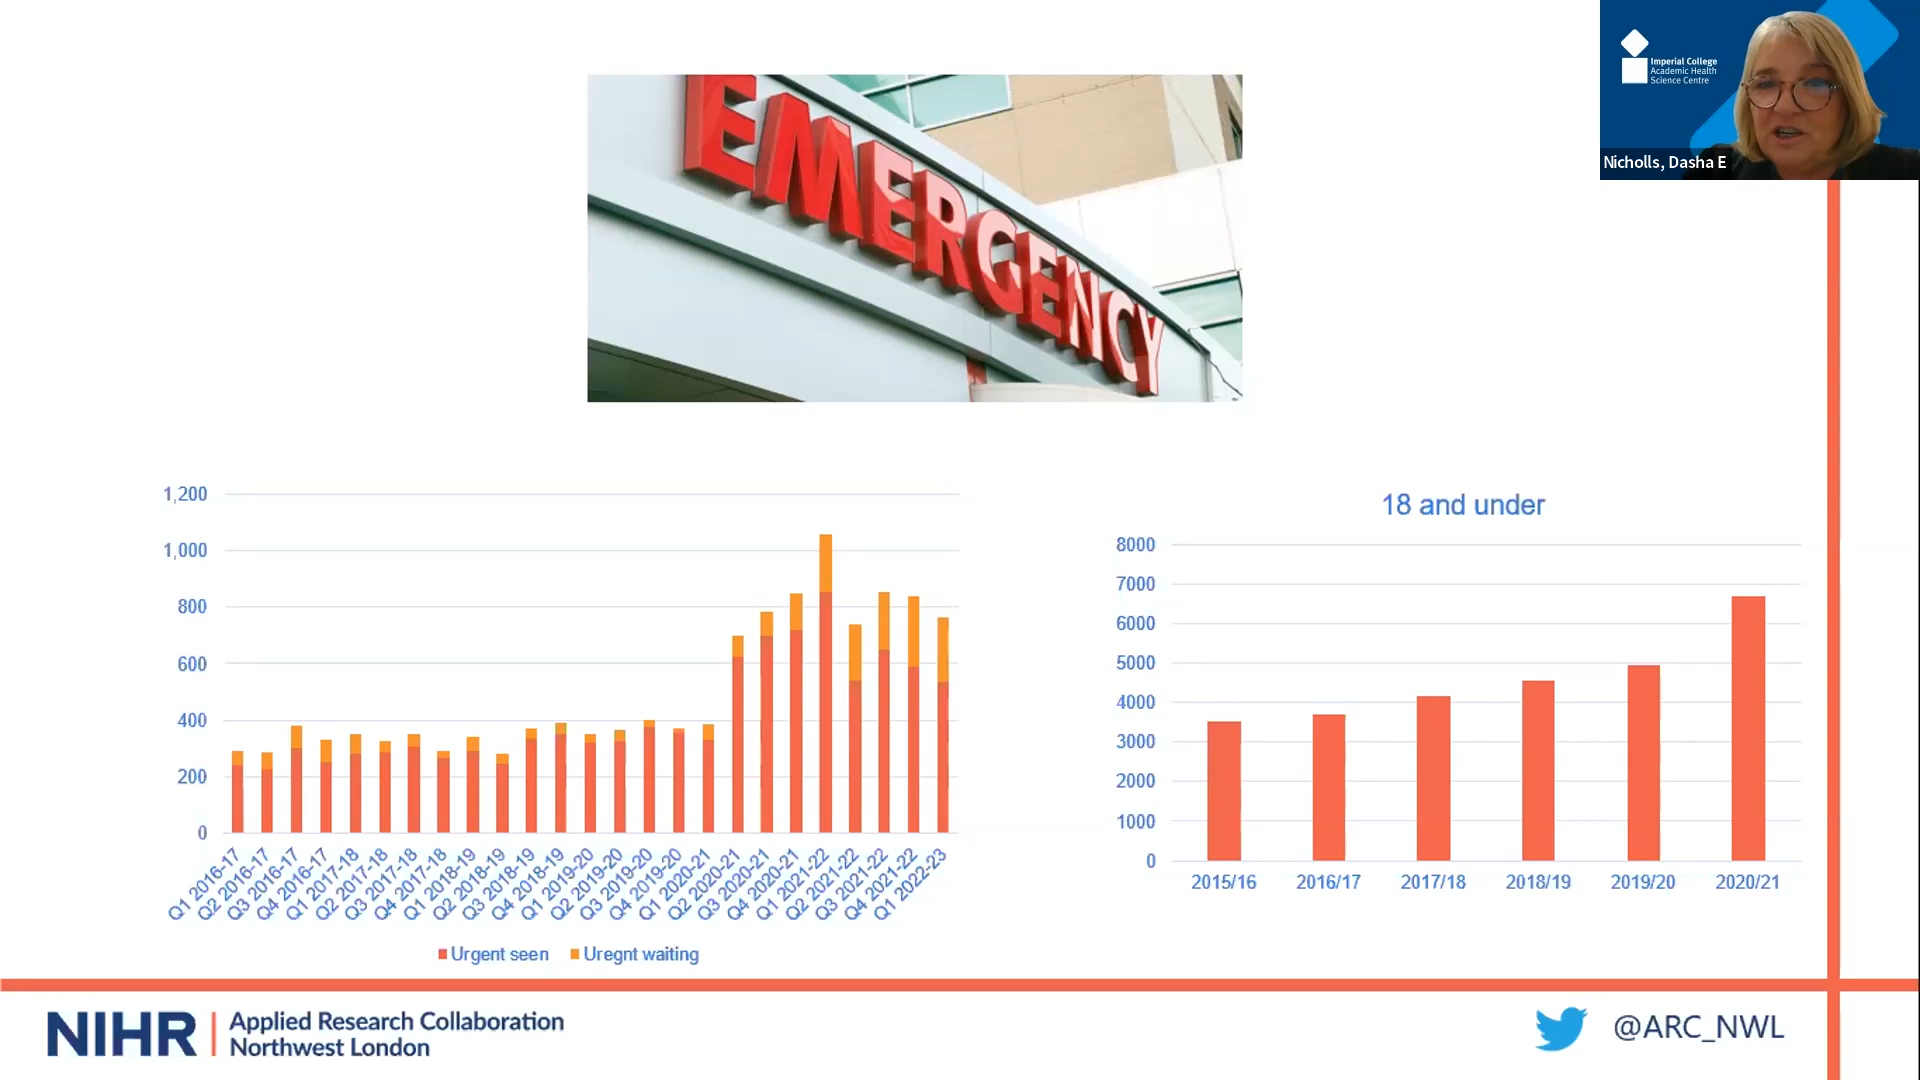 Imperial College
Academic Health
Science Centre
Nicholls, Dasha E
EMERGENCY
1,200
1,000
800
600
400
200
0
Q1 2016-17
Q2 2016-17
Q3 2016-17
Q4 2016-17
Q1 2017-18
Q2 2017-18
Q3 2017-18
Q4 2017-18
Q1 2018-19
Q2 2018-19
Q3 2018-19
Q4 2018-19
Q1 2019-20
Q2 2019-20
Q3 2019-20
Q4 2019-20
Q1 2020-21
Q2 2020-21
Q3 2020-21
Q4 2020-21
Q1 2021-22
Q2 2021-22
Q3 2021-22
Q4 2021-22
Q1 2022-23
Urgent seen Uregnt waiting
18 and under
8000
7000
6000
5000
4000
3000
2000
1000
0
2015/16 2016/17 2017/18 2018/19 2019/20 2020/21
NIHR
Applied Research Collaboration
Northwest London
@ARC_NWL